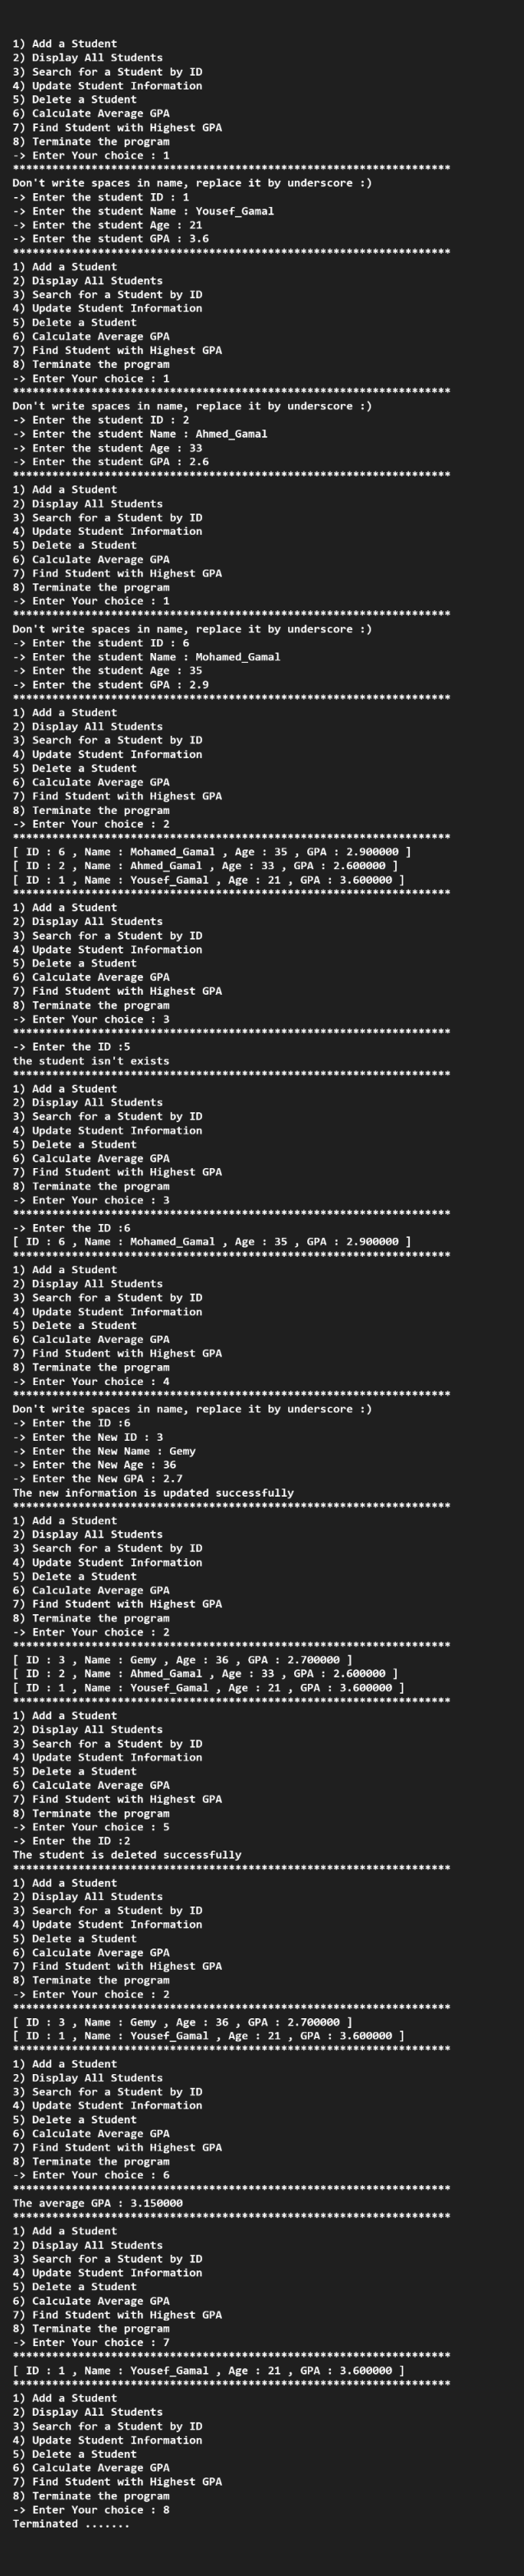 1) Add a Student
2) Display All Students
3) Search for a Student by ID
4) Update Student Information
5) Delete a Student
6) Calculate Average GPA
7) Find Student with Highest GPA
8) Terminate the program
-> Enter Your choice : 1
*******************************************************************
Don't write spaces in name, replace it by underscore :)
-> Enter the student ID : 1
-> Enter the student Name : Yousef_Gamal
-> Enter the student Age : 21
-> Enter the student GPA : 3.6
*******************************************************************
1) Add a Student
2) Display All Students
3) Search for a Student by ID
4) Update Student Information
5) Delete a Student
6) Calculate Average GPA
7) Find Student with Highest GPA
8) Terminate the program
-> Enter Your choice : 1
*******************************************************************
Don't write spaces in name, replace it by underscore :)
-> Enter the student ID : 2
-> Enter the student Name : Ahmed_Gamal
-> Enter the student Age : 33
-> Enter the student GPA : 2.6
*******************************************************************
1) Add a Student
2) Display All Students
3) Search for a Student by ID
4) Update Student Information
5) Delete a Student
6) Calculate Average GPA
7) Find Student with Highest GPA
8) Terminate the program
-> Enter Your choice : 1
*******************************************************************
Don't write spaces in name, replace it by underscore :)
-> Enter the student ID : 6
-> Enter the student Name : Mohamed_Gamal
-> Enter the student Age : 35
-> Enter the student GPA : 2.9
*******************************************************************
1) Add a Student
2) Display All Students
3) Search for a Student by ID
4) Update Student Information
5) Delete a Student
6) Calculate Average GPA
7) Find Student with Highest GPA
8) Terminate the program
-> Enter Your choice : 2
*******************************************************************
[ ID : 6 , Name : Mohamed_Gamal , Age : 35 , GPA : 2.900000 ]
[ ID : 2 , Name : Ahmed_Gamal , Age : 33 , GPA : 2.600000 ]
[ ID : 1 , Name : Yousef_Gamal , Age : 21 , GPA : 3.600000 ]
*******************************************************************
1) Add a Student
2) Display All Students
3) Search for a Student by ID
4) Update Student Information
5) Delete a Student
6) Calculate Average GPA
7) Find Student with Highest GPA
8) Terminate the program
-> Enter Your choice : 3
*******************************************************************
-> Enter the ID :5
the student isn't exists
*******************************************************************
1) Add a Student
2) Display All Students
3) Search for a Student by ID
4) Update Student Information
5) Delete a Student
6) Calculate Average GPA
7) Find Student with Highest GPA
8) Terminate the program
-> Enter Your choice : 3
*******************************************************************
-> Enter the ID :6
[ ID : 6 , Name : Mohamed_Gamal , Age : 35 , GPA : 2.900000 ]
*******************************************************************
1) Add a Student
2) Display All Students
3) Search for a Student by ID
4) Update Student Information
5) Delete a Student
6) Calculate Average GPA
7) Find Student with Highest GPA
8) Terminate the program
-> Enter Your choice : 4
*******************************************************************
Don't write spaces in name, replace it by underscore :)
-> Enter the ID :6
-> Enter the New ID : 3
-> Enter the New Name : Gemy
-> Enter the New Age : 36
-> Enter the New GPA : 2.7
The new information is updated successfully
*******************************************************************
1) Add a Student
2) Display All Students
3) Search for a Student by ID
4) Update Student Information
5) Delete a Student
6) Calculate Average GPA
7) Find Student with Highest GPA
8) Terminate the program
-> Enter Your choice : 2
*******************************************************************
[ ID : 3 , Name : Gemy , Age : 36 , GPA : 2.700000 ]
[ ID : 2 , Name : Ahmed_Gamal , Age : 33 , GPA : 2.600000 ]
[ ID : 1 , Name : Yousef_Gamal , Age : 21 , GPA : 3.600000 ]
*******************************************************************
1) Add a Student
2) Display All Students
3) Search for a Student by ID
4) Update Student Information
5) Delete a Student
6) Calculate Average GPA
7) Find Student with Highest GPA
8) Terminate the program
-> Enter Your choice : 5
-> Enter the ID :2
The student is deleted successfully
*******************************************************************
1) Add a Student
2) Display All Students
3) Search for a Student by ID
4) Update Student Information
5) Delete a Student
6) Calculate Average GPA
7) Find Student with Highest GPA
8) Terminate the program
-> Enter Your choice : 2
*******************************************************************
[ ID : 3 , Name : Gemy , Age : 36 , GPA : 2.700000 ]
[ ID : 1 , Name : Yousef_Gamal , Age : 21 , GPA : 3.600000 ]
*******************************************************************
1) Add a Student
2) Display All Students
3) Search for a Student by ID
4) Update Student Information
5) Delete a Student
6) Calculate Average GPA
7) Find Student with Highest GPA
8) Terminate the program
-> Enter Your choice : 6
*******************************************************************
The average GPA : 3.150000
*******************************************************************
1) Add a Student
2) Display All Students
3) Search for a Student by ID
4) Update Student Information
5) Delete a Student
6) Calculate Average GPA
7) Find Student with Highest GPA
8) Terminate the program
-> Enter Your choice : 7
*******************************************************************
[ ID : 1 , Name : Yousef_Gamal , Age : 21 , GPA : 3.600000 ]
*******************************************************************
1) Add a Student
2) Display All Students
3) Search for a Student by ID
4) Update Student Information
5) Delete a Student
6) Calculate Average GPA
7) Find Student with Highest GPA
8) Terminate the program
-> Enter Your choice : 8
Terminated .......